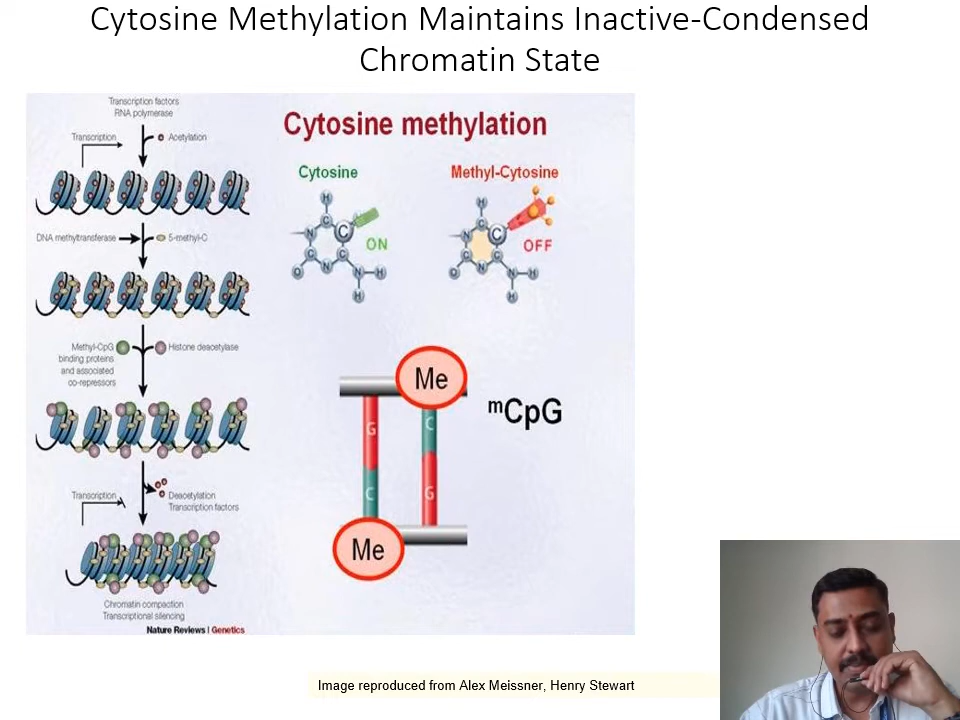 Cytosine Methylation Maintains Inactive-Condensed
Chromatin State
Transcription factors
RNA polymerase
Transcription
Acetylation
DNA methyltransferase
5-methyl-C
Methyl-CpG
binding proteins
and associated
co-repressors
Histone deacetylase
Transcription
Deacetylation
Transcription factors
Chromatin compaction
Transcriptional silencing
Nature Reviews | Genetics
Cytosine methylation
Cytosine
Methyl-Cytosine
H
C
C
N
C
N
O
N
H
H
ON
H
C
C
N
C
N
C
O
N
H
H
OFF
Me
mCpG
G
C
C
G
Me
Image reproduced from Alex Meissner, Henry Stewart